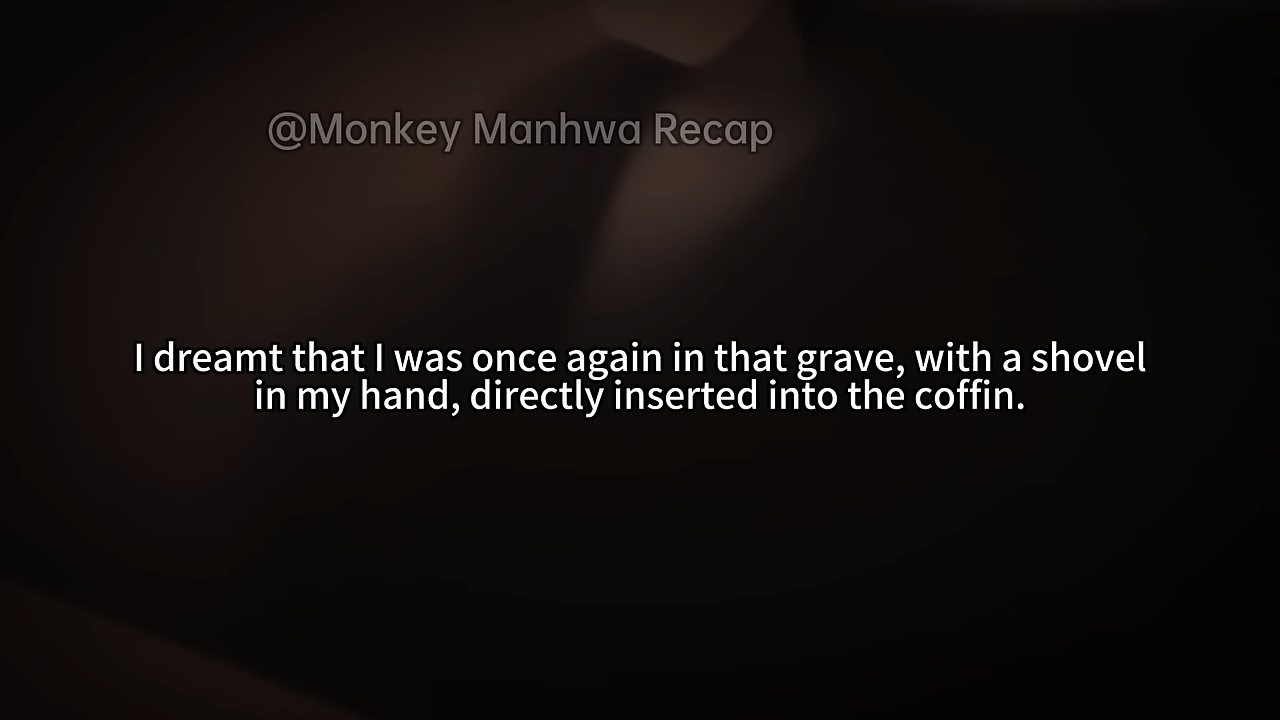 @Monkey Manhwa Recap
I dreamt that I was once again in that grave, with a shovel
in my hand, directly inserted into the coffin.